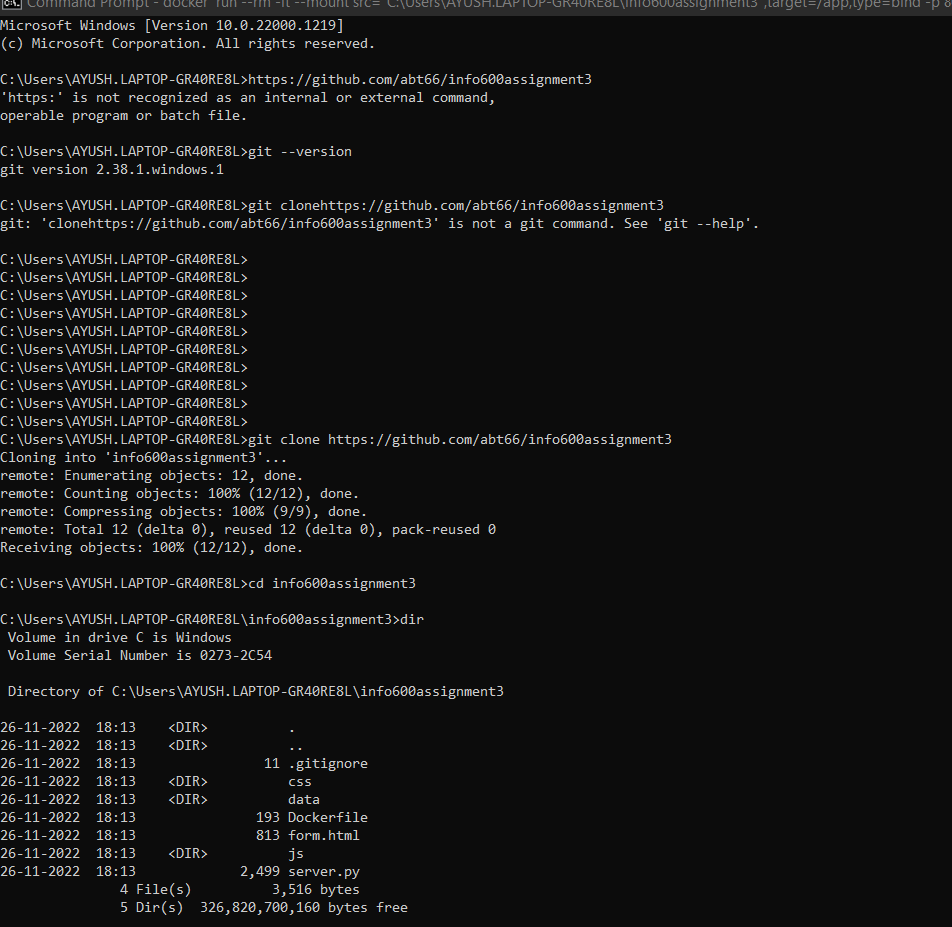 Command Prompt - docker run --rm -it --mount src="C:\Users\AYUSH.LAPTOP-GR40RE8L\info600assignment3",target=/app,type=bind -p 8
Microsoft Windows [Version 10.0.22000.1219]
(c) Microsoft Corporation. All rights reserved.

C:\Users\AYUSH.LAPTOP-GR40RE8L>https://github.com/abt66/info600assignment3
'https:' is not recognized as an internal or external command,
operable program or batch file.

C:\Users\AYUSH.LAPTOP-GR40RE8L>git --version
git version 2.38.1.windows.1

C:\Users\AYUSH.LAPTOP-GR40RE8L>git clonehttps://github.com/abt66/info600assignment3
git: 'clonehttps://github.com/abt66/info600assignment3' is not a git command. See 'git --help'.

C:\Users\AYUSH.LAPTOP-GR40RE8L>
C:\Users\AYUSH.LAPTOP-GR40RE8L>
C:\Users\AYUSH.LAPTOP-GR40RE8L>
C:\Users\AYUSH.LAPTOP-GR40RE8L>
C:\Users\AYUSH.LAPTOP-GR40RE8L>
C:\Users\AYUSH.LAPTOP-GR40RE8L>
C:\Users\AYUSH.LAPTOP-GR40RE8L>
C:\Users\AYUSH.LAPTOP-GR40RE8L>
C:\Users\AYUSH.LAPTOP-GR40RE8L>
C:\Users\AYUSH.LAPTOP-GR40RE8L>
C:\Users\AYUSH.LAPTOP-GR40RE8L>git clone https://github.com/abt66/info600assignment3
Cloning into 'info600assignment3'...
remote: Enumerating objects: 12, done.
remote: Counting objects: 100% (12/12), done.
remote: Compressing objects: 100% (9/9), done.
remote: Total 12 (delta 0), reused 12 (delta 0), pack-reused 0
Receiving objects: 100% (12/12), done.

C:\Users\AYUSH.LAPTOP-GR40RE8L>cd info600assignment3

C:\Users\AYUSH.LAPTOP-GR40RE8L\info600assignment3>dir
 Volume in drive C is Windows
 Volume Serial Number is 0273-2C54

 Directory of C:\Users\AYUSH.LAPTOP-GR40RE8L\info600assignment3

26-11-2022  18:13    <DIR>          .
26-11-2022  18:13    <DIR>          ..
26-11-2022  18:13                11 .gitignore
26-11-2022  18:13    <DIR>          css
26-11-2022  18:13    <DIR>          data
26-11-2022  18:13               193 Dockerfile
26-11-2022  18:13               813 form.html
26-11-2022  18:13    <DIR>          js
26-11-2022  18:13             2,499 server.py
               4 File(s)          3,516 bytes
               5 Dir(s)  326,820,700,160 bytes free